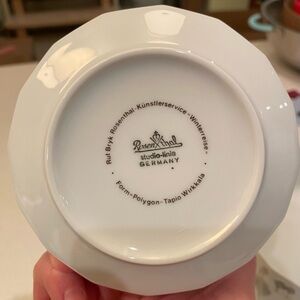 Rut Bryk Rosenthal-Künstlerservice-Winterreise-
Rosenthal
studio-linie
GERMANY
Form-Polygon-Tapio Wirkkala